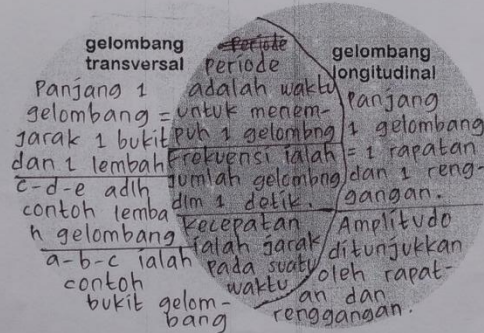 gelombang
transversal
Panjang 1
gelombang =
jarak 1 bukit
dan 1 lembah
c-d-e adlh
contoh lemba
h gelombang
a-b-c ialah
contoh
bukit gelom-
bang
Periode
Periode
adalah waktu
untuk menem-
puh 1 gelombng
Frekuensi ialah
jumlah gelombng
dlm 1 detik.
Kecepatan
ialah jarak
pada suatu
waktu
gelombang
longitudinal
Panjang
1 gelombang
= 1 rapatan
dan 1 reng-
gangan.
Amplitudo
ditunjukkan
oleh rapat-
an dan
renggangan.